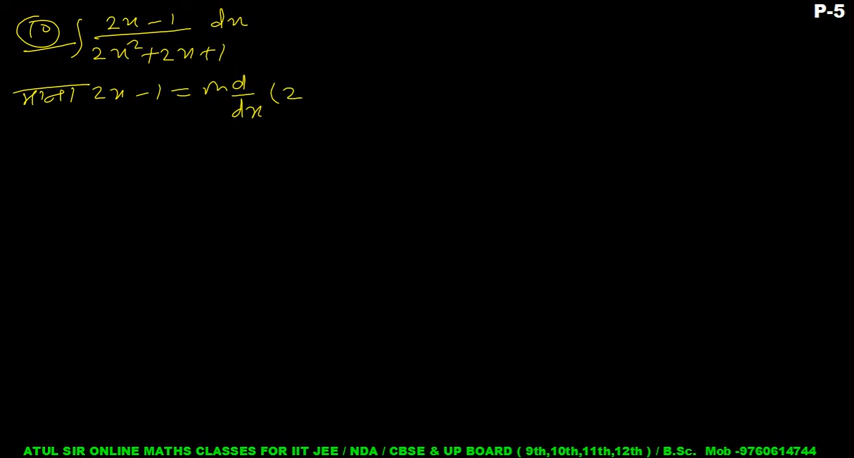 P-5
10 ∫ (2x - 1)/(2x² + 2x + 1) dx
माना 2x - 1 = m d/dx (2
ATUL SIR ONLINE MATHS CLASSES FOR IIT JEE / NDA / CBSE & UP BOARD ( 9th,10th,11th,12th ) / B.Sc. Mob -9760614744